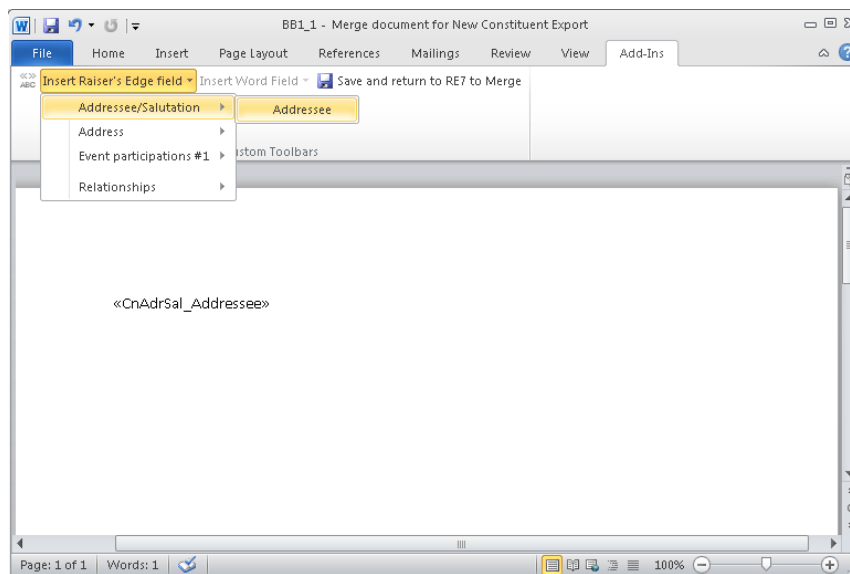 BB1_1 - Merge document for New Constituent Export
File Home Insert Page Layout References Mailings Review View Add-Ins
«» ABC Insert Raiser's Edge field Insert Word Field Save and return to RE7 to Merge
Addressee/Salutation Addressee
Address
Event participations #1 stom Toolbars
Relationships
«CnAdrSal_Addressee»
Page: 1 of 1 Words: 1 100%